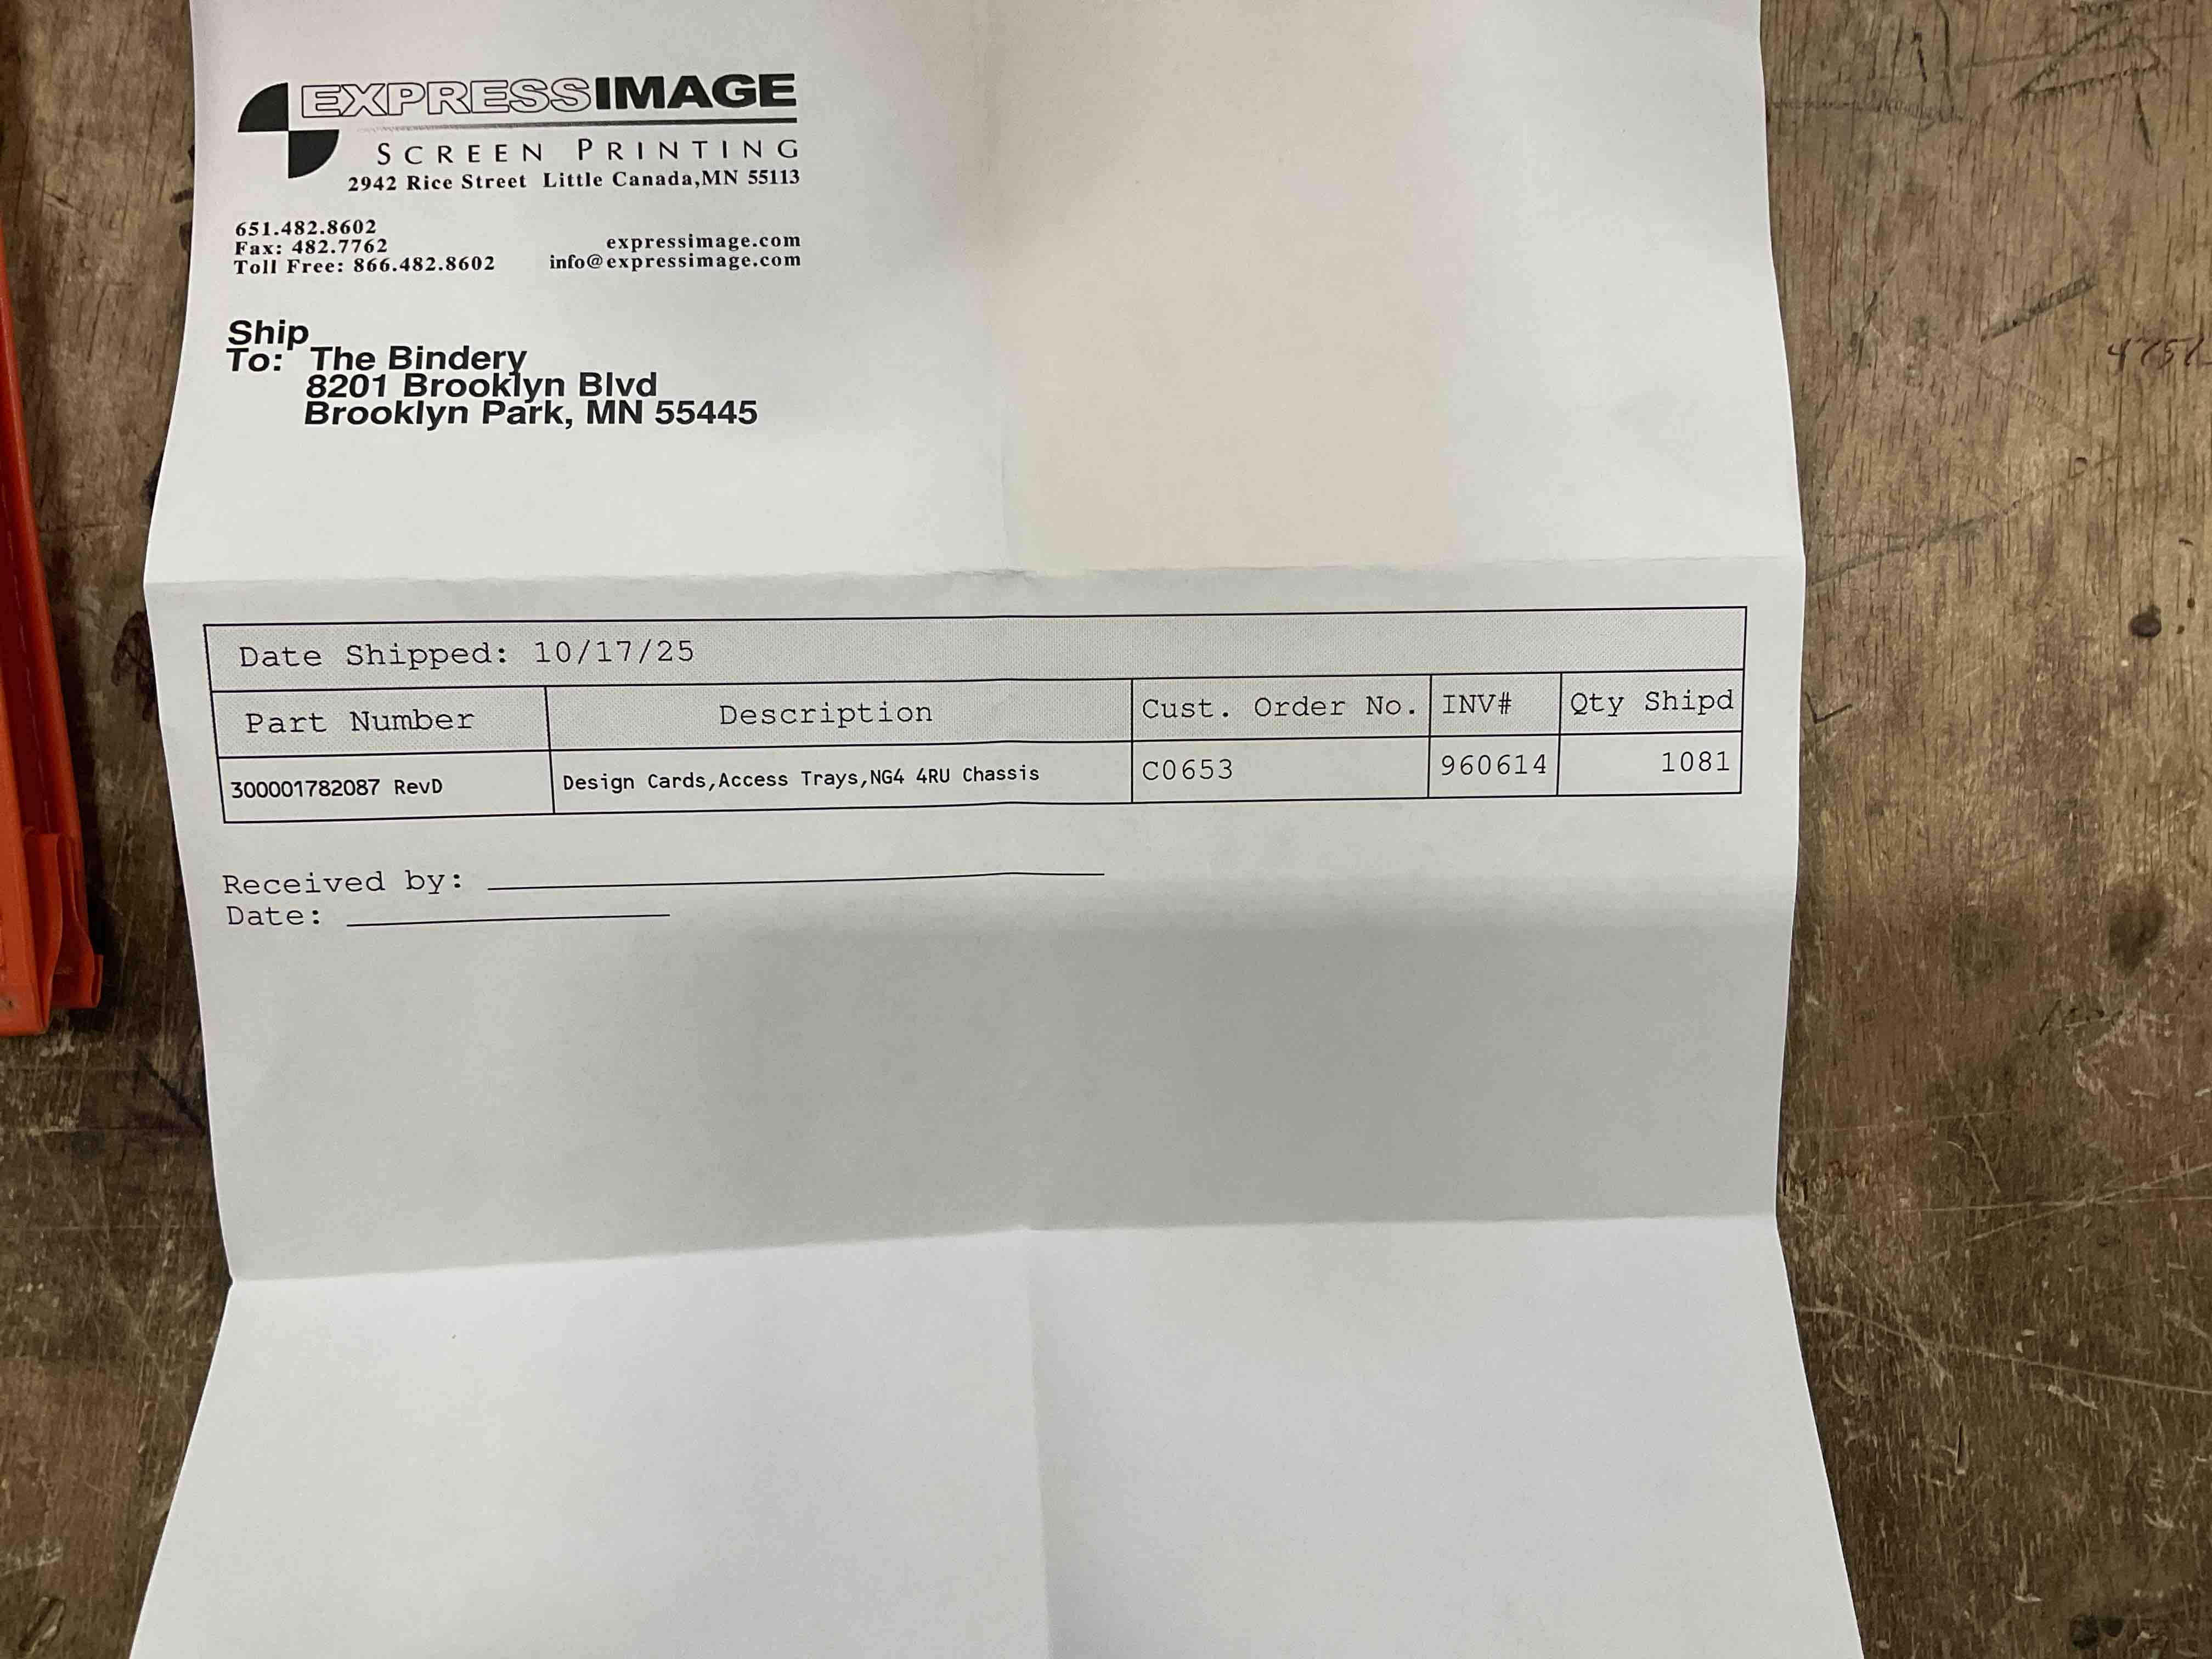 EXPRESSIMAGE
SCREEN PRINTING
2942 Rice Street Little Canada,MN 55113
651.482.8602
Fax: 482.7762
Toll Free: 866.482.8602
expressimage.com
info@expressimage.com
Ship
To: The Bindery
8201 Brooklyn Blvd
Brooklyn Park, MN 55445
Date Shipped: 10/17/25
Part Number Description Cust. Order No. INV# Qty Shipd
300001782087 RevD Design Cards,Access Trays,NG4 4RU Chassis C0653 960614 1081
Received by:
Date: